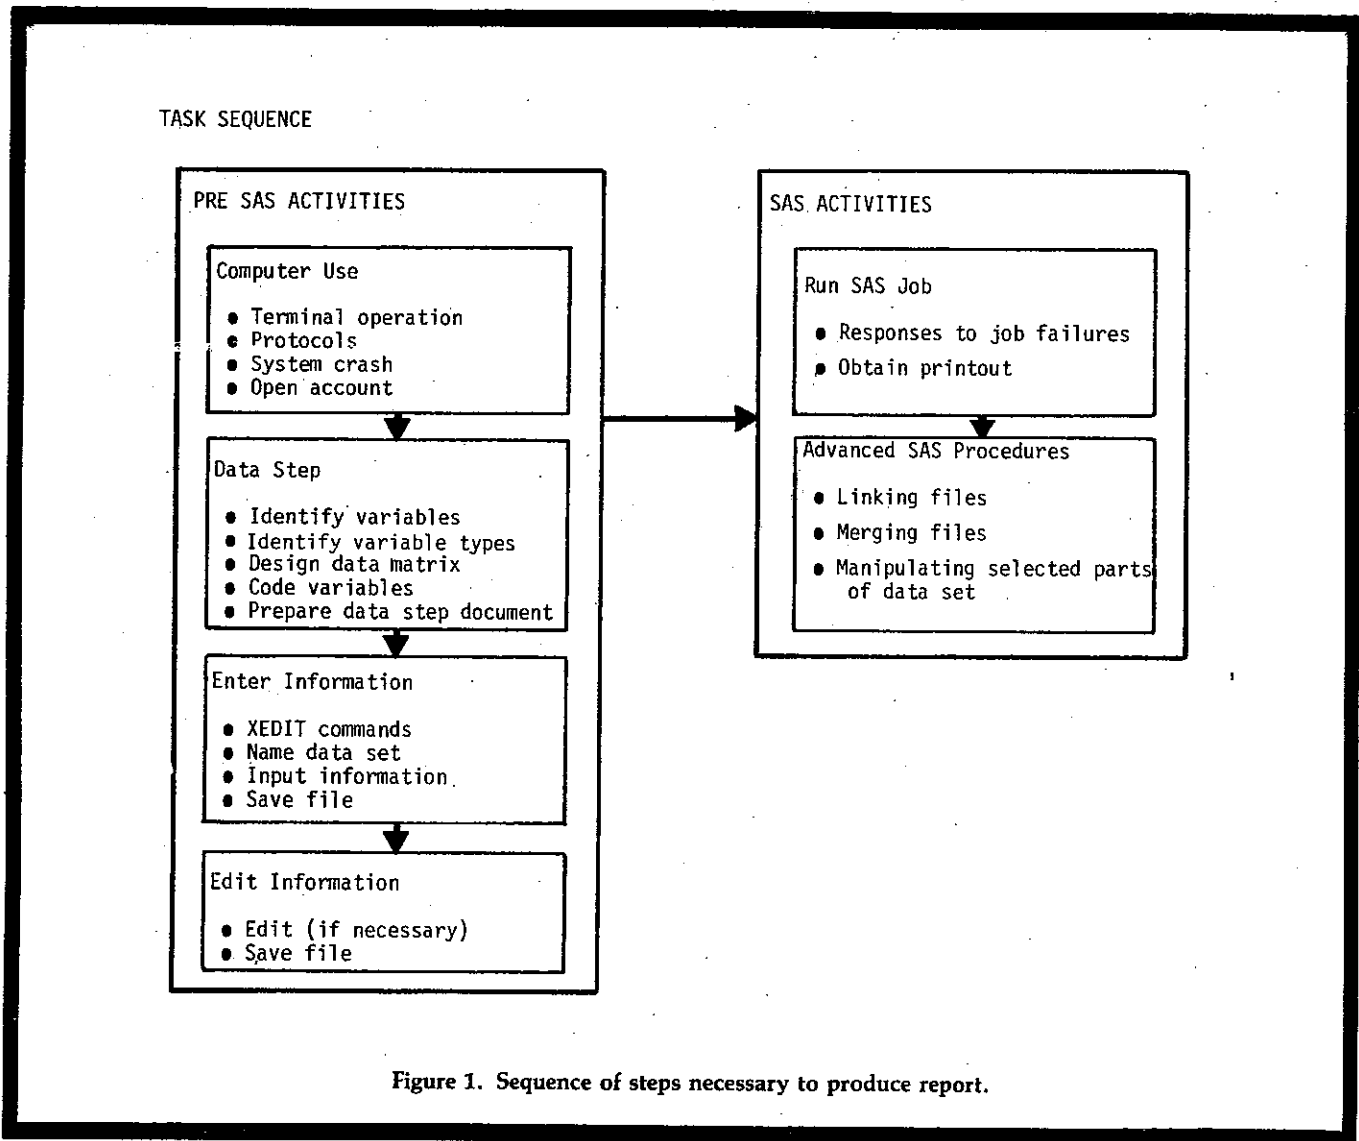 TASK SEQUENCE
PRE SAS ACTIVITIES
Computer Use
● Terminal operation
● Protocols
● System crash
● Open account
Data Step
● Identify variables
● Identify variable types
● Design data matrix
● Code variables
● Prepare data step document
Enter Information
● XEDIT commands
● Name data set
● Input information
● Save file
Edit Information
● Edit (if necessary)
● Save file
SAS ACTIVITIES
Run SAS Job
● Responses to job failures
● Obtain printout
Advanced SAS Procedures
● Linking files
● Merging files
● Manipulating selected parts
of data set
Figure 1. Sequence of steps necessary to produce report.